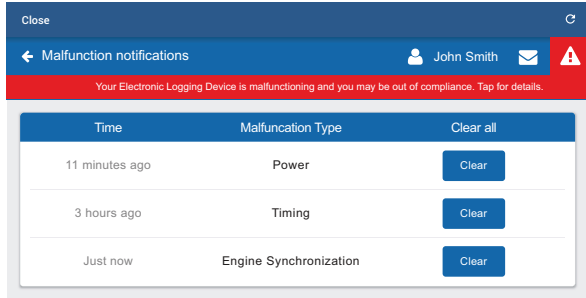 Close
Malfunction notifications John Smith
Your Electronic Logging Device is malfunctioning and you may be out of compliance. Tap for details.
Time Malfuncation Type Clear all
11 minutes ago Power Clear
3 hours ago Timing Clear
Just now Engine Synchronization Clear